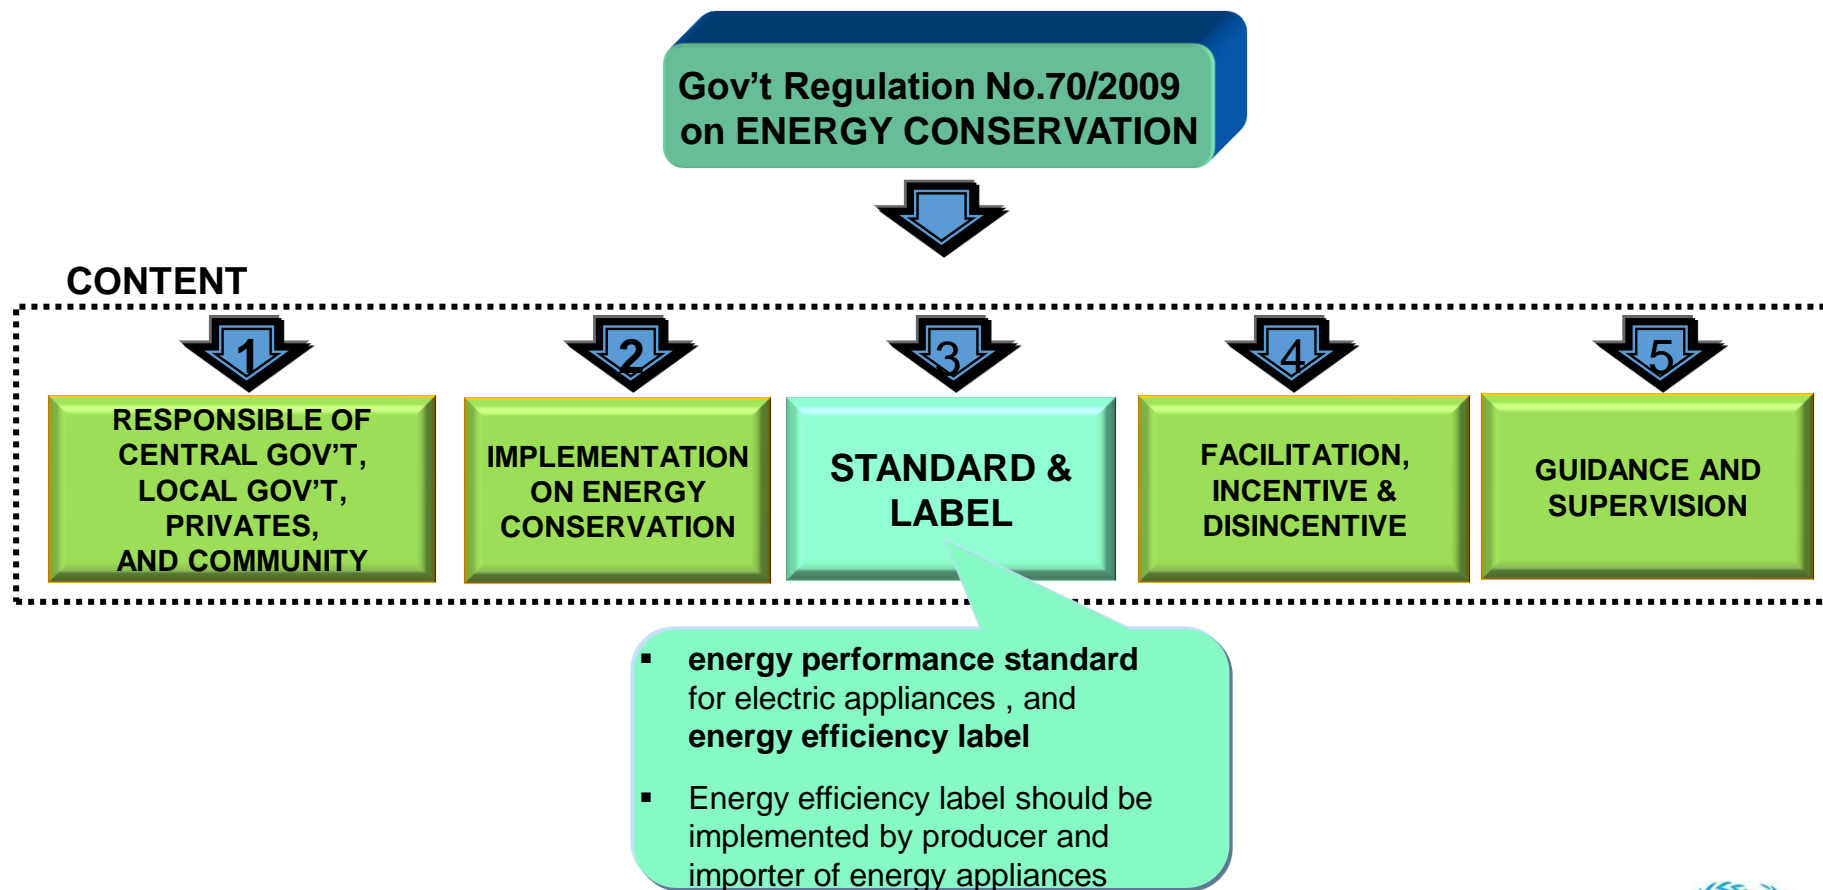 Gov’t Regulation No.70/2009
on ENERGY CONSERVATION
CONTENT
1
RESPONSIBLE OF
CENTRAL GOV’T,
LOCAL GOV’T,
PRIVATES,
AND COMMUNITY
2
IMPLEMENTATION
ON ENERGY
CONSERVATION
3
STANDARD &
LABEL
4
FACILITATION,
INCENTIVE &
DISINCENTIVE
5
GUIDANCE AND
SUPERVISION
▪ energy performance standard
for electric appliances , and
energy efficiency label
▪ Energy efficiency label should be
implemented by producer and
importer of energy appliances